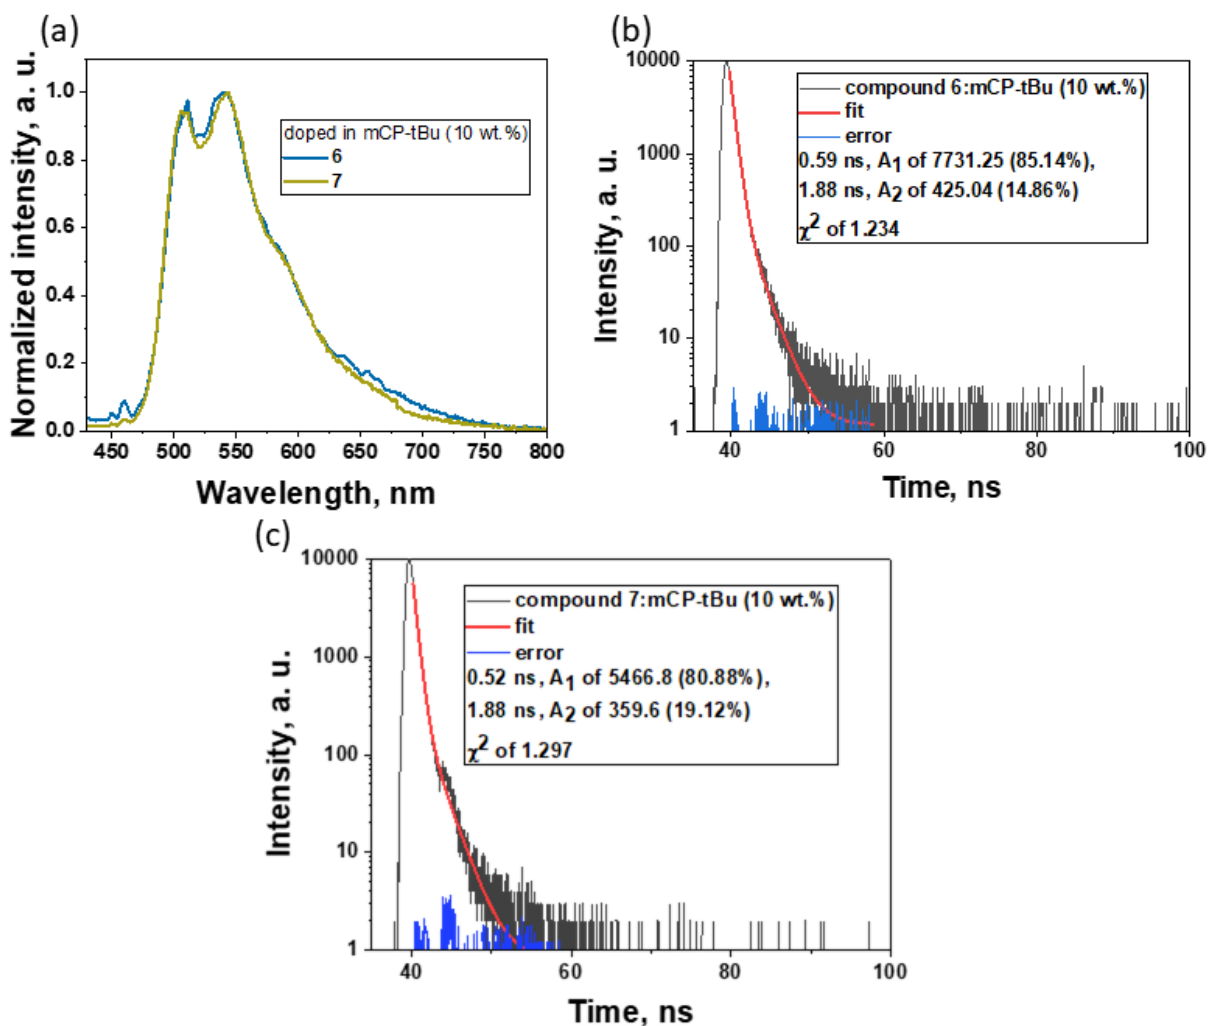 (a)
Normalized intensity, a. u.
1.0
0.8
0.6
0.4
0.2
0.0
doped in mCP-tBu (10 wt.%)
6
7
450 500 550 600 650 700 750 800
Wavelength, nm
(b)
Intensity, a. u.
10000
1000
100
10
1
compound 6:mCP-tBu (10 wt.%)
fit
error
0.59 ns, A1 of 7731.25 (85.14%),
1.88 ns, A2 of 425.04 (14.86%)
χ2 of 1.234
40 60 80 100
Time, ns
(c)
Intensity, a. u.
10000
1000
100
10
1
compound 7:mCP-tBu (10 wt.%)
fit
error
0.52 ns, A1 of 5466.8 (80.88%),
1.88 ns, A2 of 359.6 (19.12%)
χ2 of 1.297
40 60 80 100
Time, ns